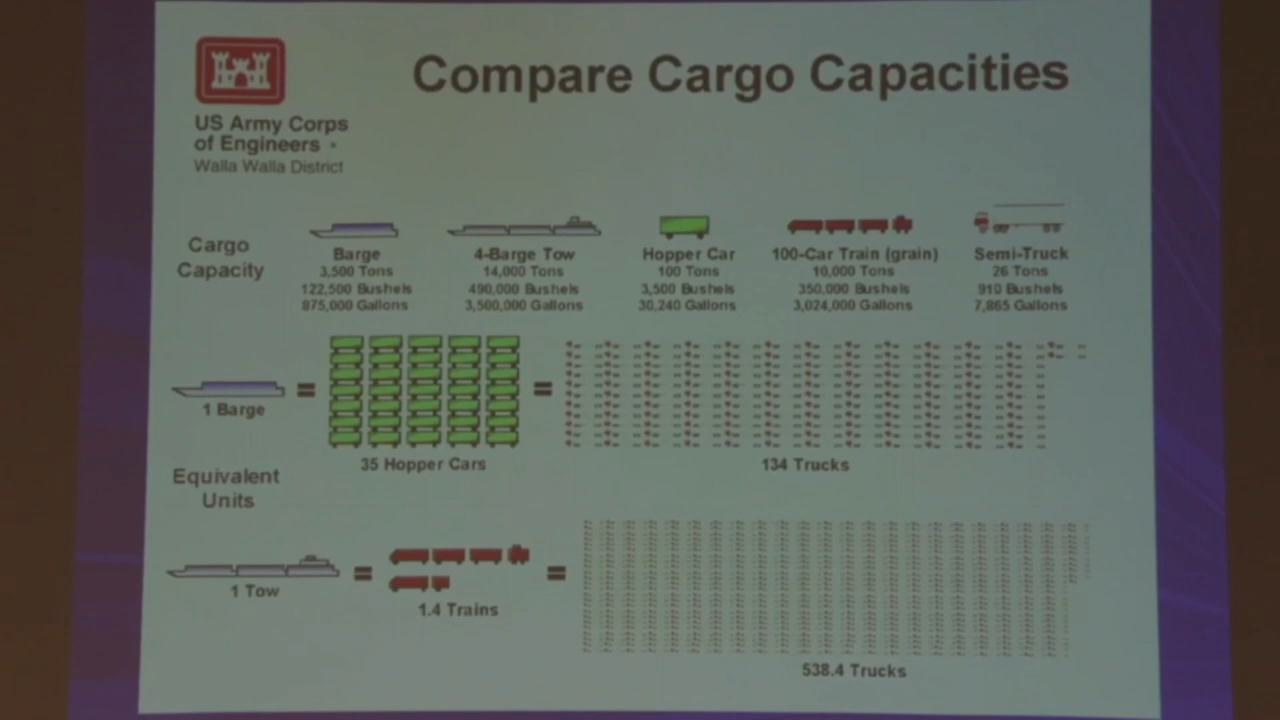 Compare Cargo Capacities
US Army Corps
of Engineers
Walla Walla District
Cargo
Capacity
Barge
3,500 Tons
122,500 Bushels
875,000 Gallons
4-Barge Tow
14,000 Tons
490,000 Bushels
3,500,000 Gallons
Hopper Car
100 Tons
3,500 Bushels
30,240 Gallons
100-Car Train (grain)
10,000 Tons
350,000 Bushels
3,024,000 Gallons
Semi-Truck
26 Tons
910 Bushels
7,865 Gallons
1 Barge
=
35 Hopper Cars
=
134 Trucks
Equivalent
Units
1 Tow
=
1.4 Trains
=
538.4 Trucks